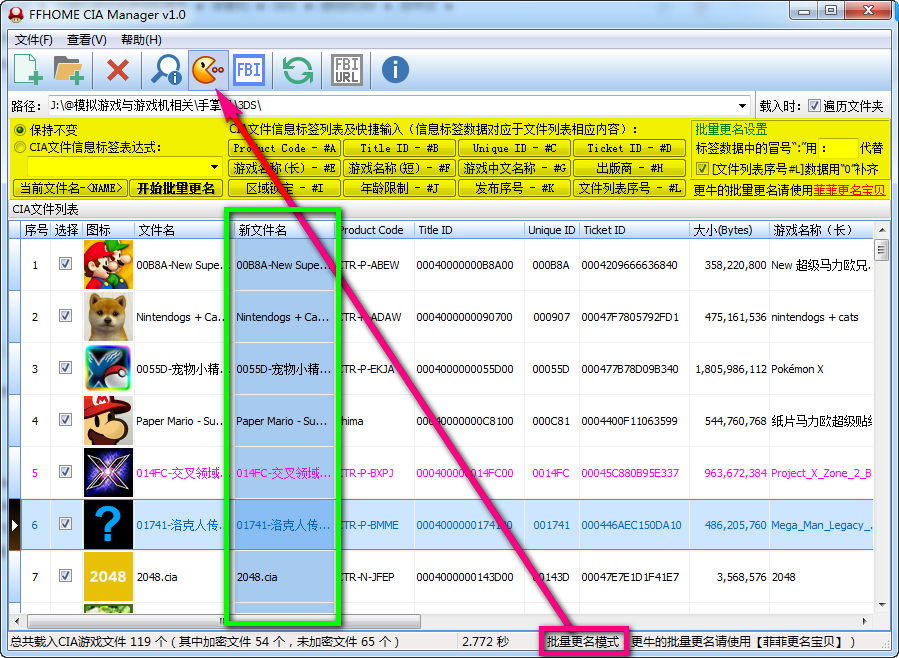 FFHOME CIA Manager v1.0
文件(F) 查看(V) 帮助(H)
FBI FBI URL
路径: J:\@模拟游戏与游戏机相关\手掌 \3DS\ 载入时: 遍历文件夹
保持不变
CIA文件信息标签表达式:
当前文件名-<NAME> 开始批量更名
CIA文件信息标签列表及快捷输入（信息标签数据对应于文件列表相应内容）:
Product Code - #A Title ID - #B Unique ID - #C Ticket ID - #D
游戏名称(长) - #E 游戏名称(短) - #F 游戏中文名称 - #G 出版商 - #H
区域锁定 - #I 年龄限制 - #J 发布序号 - #K 文件列表序号 - #L
批量更名设置
标签数据中的冒号“:”用: 代替
[文件列表序号#L]数据用“0”补齐
更牛的批量更名请使用菲菲更名宝贝
CIA文件列表
序号 选择 图标 文件名 新文件名 Product Code Title ID Unique ID Ticket ID 大小(Bytes) 游戏名称（长）
1 00B8A-New Supe... 00B8A-New Supe... CTR-P-ABEW 00040000000B8A00 000B8A 0004209666636840 358,220,800 New 超级马力欧兄..
2 Nintendogs + Ca... Nintendogs + Ca... CTR-P-ADAW 0004000000090700 000907 00047F7805792FD1 475,161,536 nintendogs + cats
3 0055D-宠物小精... 0055D-宠物小精... CTR-P-EKJA 0004000000055D00 00055D 000477B78D09B340 1,805,986,112 Pokémon X
4 Paper Mario - Su... Paper Mario - Su... hima 00040000000C8100 000C81 0004400F11063599 544,760,768 纸片马力欧超级贴纸
5 014FC-交叉领域... 014FC-交叉领域... CTR-P-BXPJ 000400000014FC00 0014FC 00045C880B95E337 963,672,384 Project_X_Zone_2_B
6 ? 01741-洛克人传... 01741-洛克人传... CTR-P-BMME 0004000000174100 001741 000446AEC150DA10 486,205,760 Mega_Man_Legacy_.
7 2048 2048.cia 2048.cia CTR-N-JFEP 000400000143D00 00143D 00047E7E1D1F41E7 3,568,576 2048
总共载入CIA游戏文件 119 个（其中加密文件 54 个，未加密文件 65 个） 2.772 秒 批量更名模式 更牛的批量更名请使用【菲菲更名宝贝】）